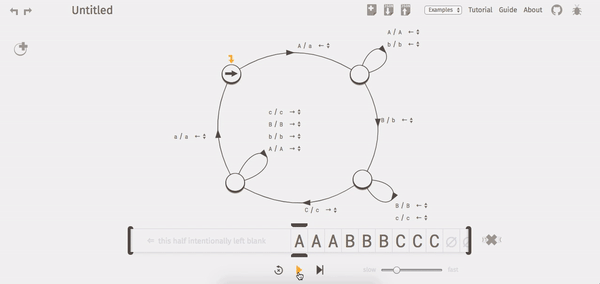 Untitled
Examples
Tutorial
Guide
About
A / A ←
b / b ←
A / a ←
c / c →
B / B →
b / b →
A / A →
B / b ←
a / a ←
B / B ←
c / c ←
C / c →
this half intentionally left blank
A A A B B B C C C ∅ ∅
slow
fast